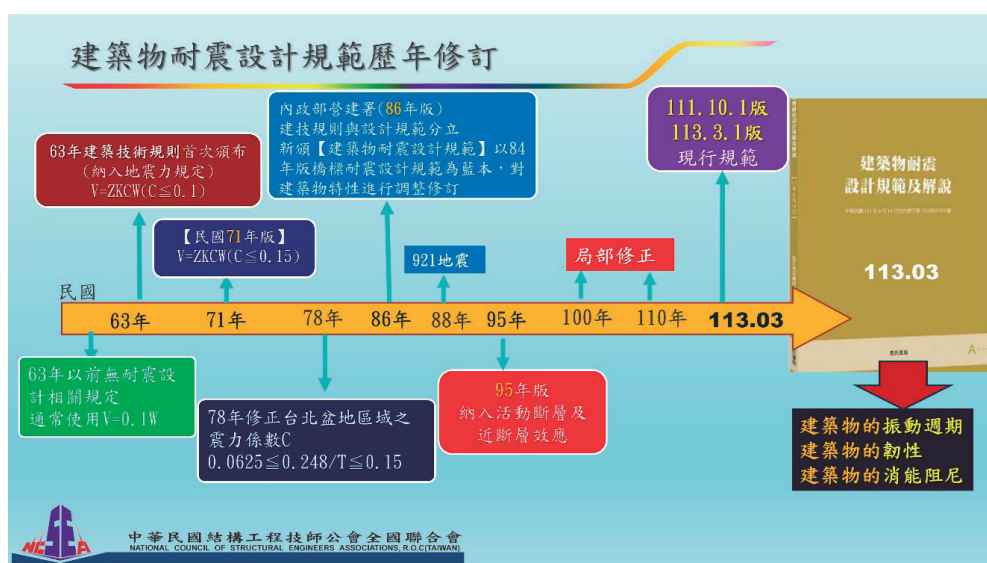 建築物耐震設計規範歷年修訂
63年建築技術規則首次頒布
(納入地震力規定)
V=ZKCW(C≦0.1)
【民國71年版】
V=ZKCW(C≦0.15)
內政部營建署(86年版)
建技規則與設計規範分立
新頒【建築物耐震設計規範】以84
年版橋樑耐震設計規範為藍本，對
建築物特性進行調整修訂
921地震
局部修正
111.10.1版
113.3.1版
現行規範
建築物耐震
設計規範及解說
113.03
A
民國
63年
71年
78年
86年
88年
95年
100年
110年
113.03
63年以前無耐震設
計相關規定
通常使用V=0.1W
78年修正台北盆地區域之
震力係數C
0.0625≦0.248/T≦0.15
95年版
納入活動斷層及
近斷層效應
建築物的振動週期
建築物的韌性
建築物的消能阻尼
NCSEA
中華民國結構工程技師公會全國聯合會
NATIONAL COUNCIL OF STRUCTURAL ENGINEERS ASSOCIATIONS, R.O.C(TAIWAN)